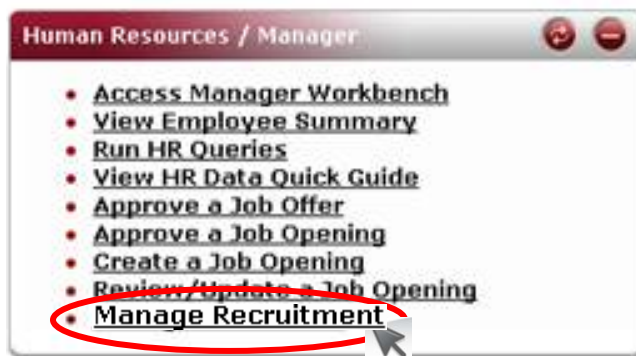 Human Resources / Manager
Access Manager Workbench
View Employee Summary
Run HR Queries
View HR Data Quick Guide
Approve a Job Offer
Approve a Job Opening
Create a Job Opening
Review/Update a Job Opening
Manage Recruitment